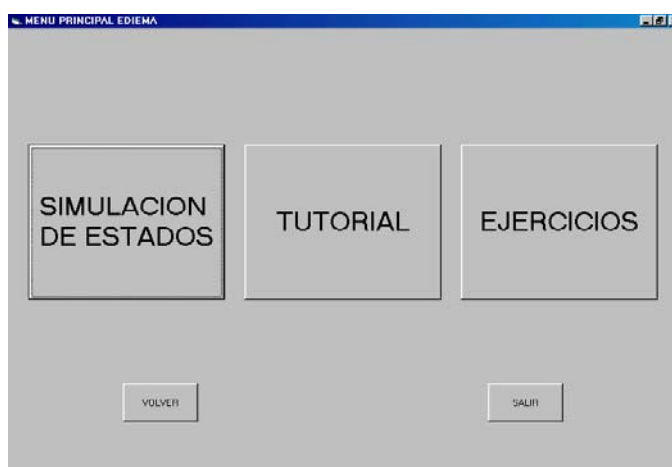 MENU PRINCIPAL EDIEMA
SIMULACION
DE ESTADOS
TUTORIAL
EJERCICIOS
VOLVER
SALIR